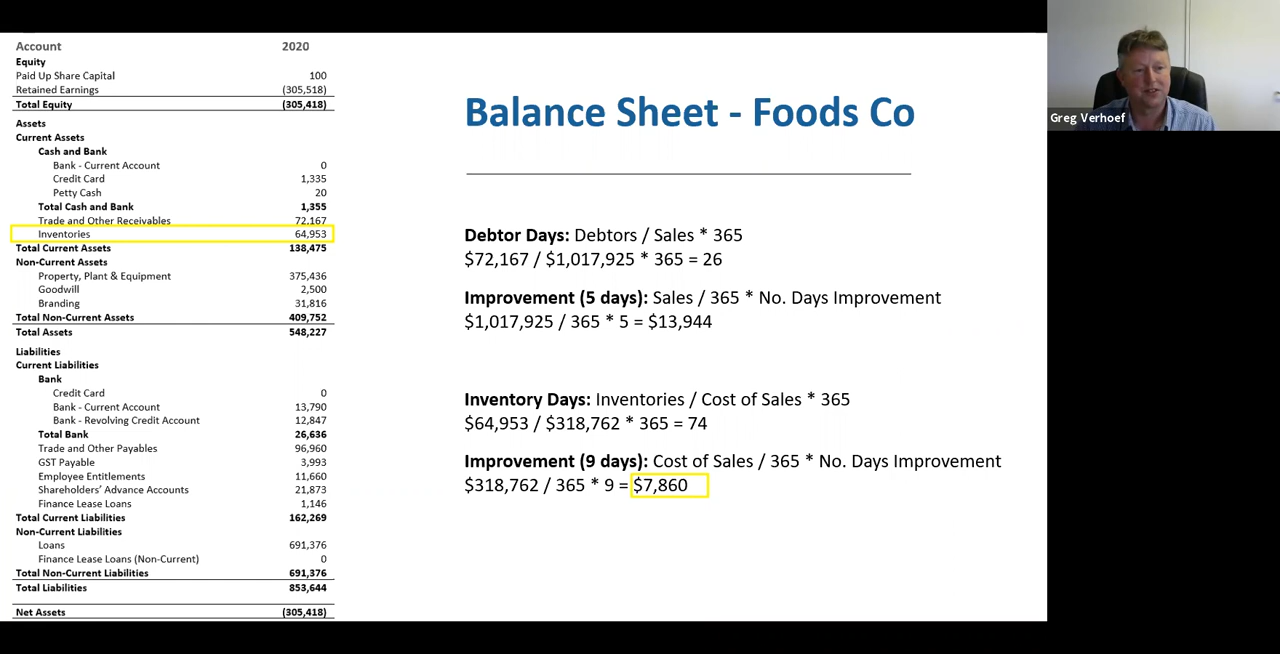 Account 2020
Equity
Paid Up Share Capital 100
Retained Earnings (305,518)
Total Equity (305,418)
Assets
Current Assets
Cash and Bank
Bank - Current Account 0
Credit Card 1,335
Petty Cash 20
Total Cash and Bank 1,355
Trade and Other Receivables 72,167
Inventories 64,953
Total Current Assets 138,475
Non-Current Assets
Property, Plant & Equipment 375,436
Goodwill 2,500
Branding 31,816
Total Non-Current Assets 409,752
Total Assets 548,227
Liabilities
Current Liabilities
Bank
Credit Card 0
Bank - Current Account 13,790
Bank - Revolving Credit Account 12,847
Total Bank 26,636
Trade and Other Payables 96,960
GST Payable 3,993
Employee Entitlements 11,660
Shareholders' Advance Accounts 21,873
Finance Lease Loans 1,146
Total Current Liabilities 162,269
Non-Current Liabilities
Loans 691,376
Finance Lease Loans (Non-Current) 0
Total Non-Current Liabilities 691,376
Total Liabilities 853,644
Net Assets (305,418)
Balance Sheet - Foods Co
Debtor Days: Debtors / Sales * 365
$72,167 / $1,017,925 * 365 = 26
Improvement (5 days): Sales / 365 * No. Days Improvement
$1,017,925 / 365 * 5 = $13,944
Inventory Days: Inventories / Cost of Sales * 365
$64,953 / $318,762 * 365 = 74
Improvement (9 days): Cost of Sales / 365 * No. Days Improvement
$318,762 / 365 * 9 = $7,860
Greg Verhoef